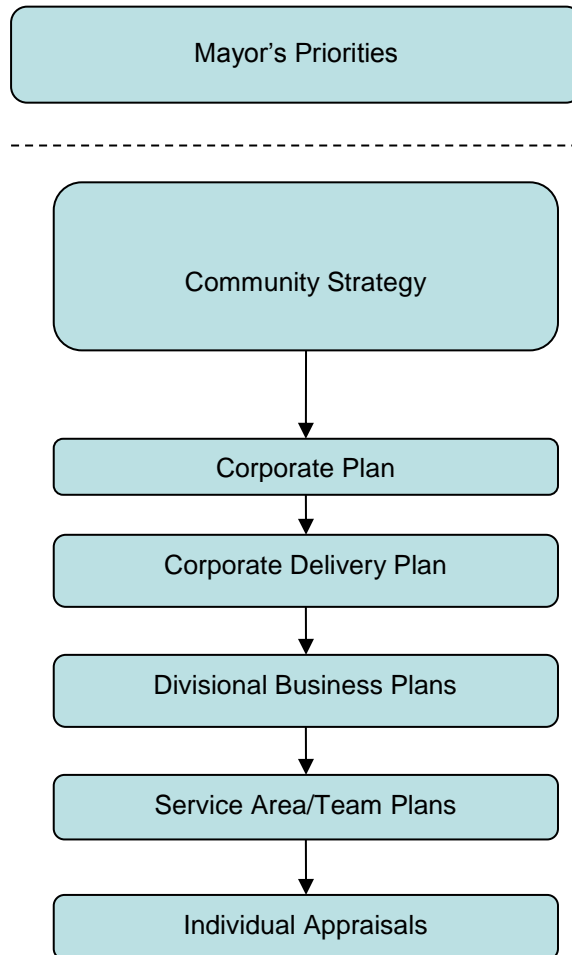 Mayor’s Priorities
Community Strategy
Corporate Plan
Corporate Delivery Plan
Divisional Business Plans
Service Area/Team Plans
Individual Appraisals